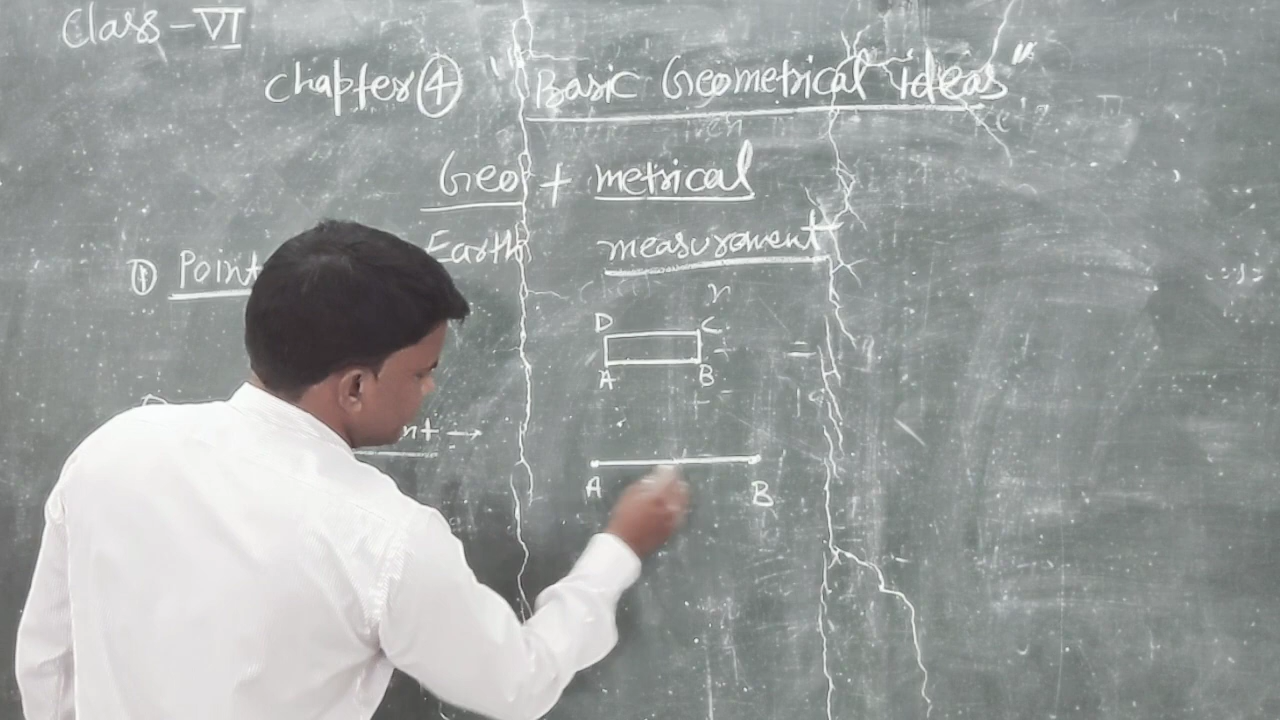 Class - VI
Chapter 4 "Basic Geometrical ideas"
Geo + metrical
Earth measurement
① Point
D C
A B
→
A B